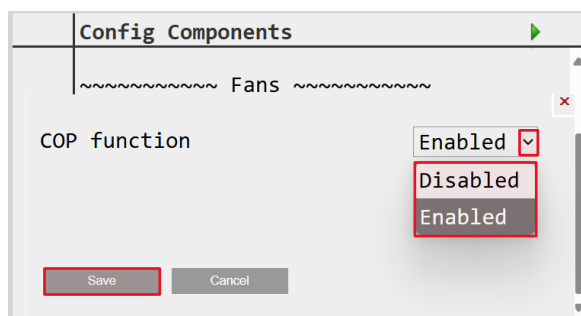 Config Components
~~~~~~~~~~~ Fans ~~~~~~~~~~~
COP function Enabled
Disabled
Enabled
Save Cancel